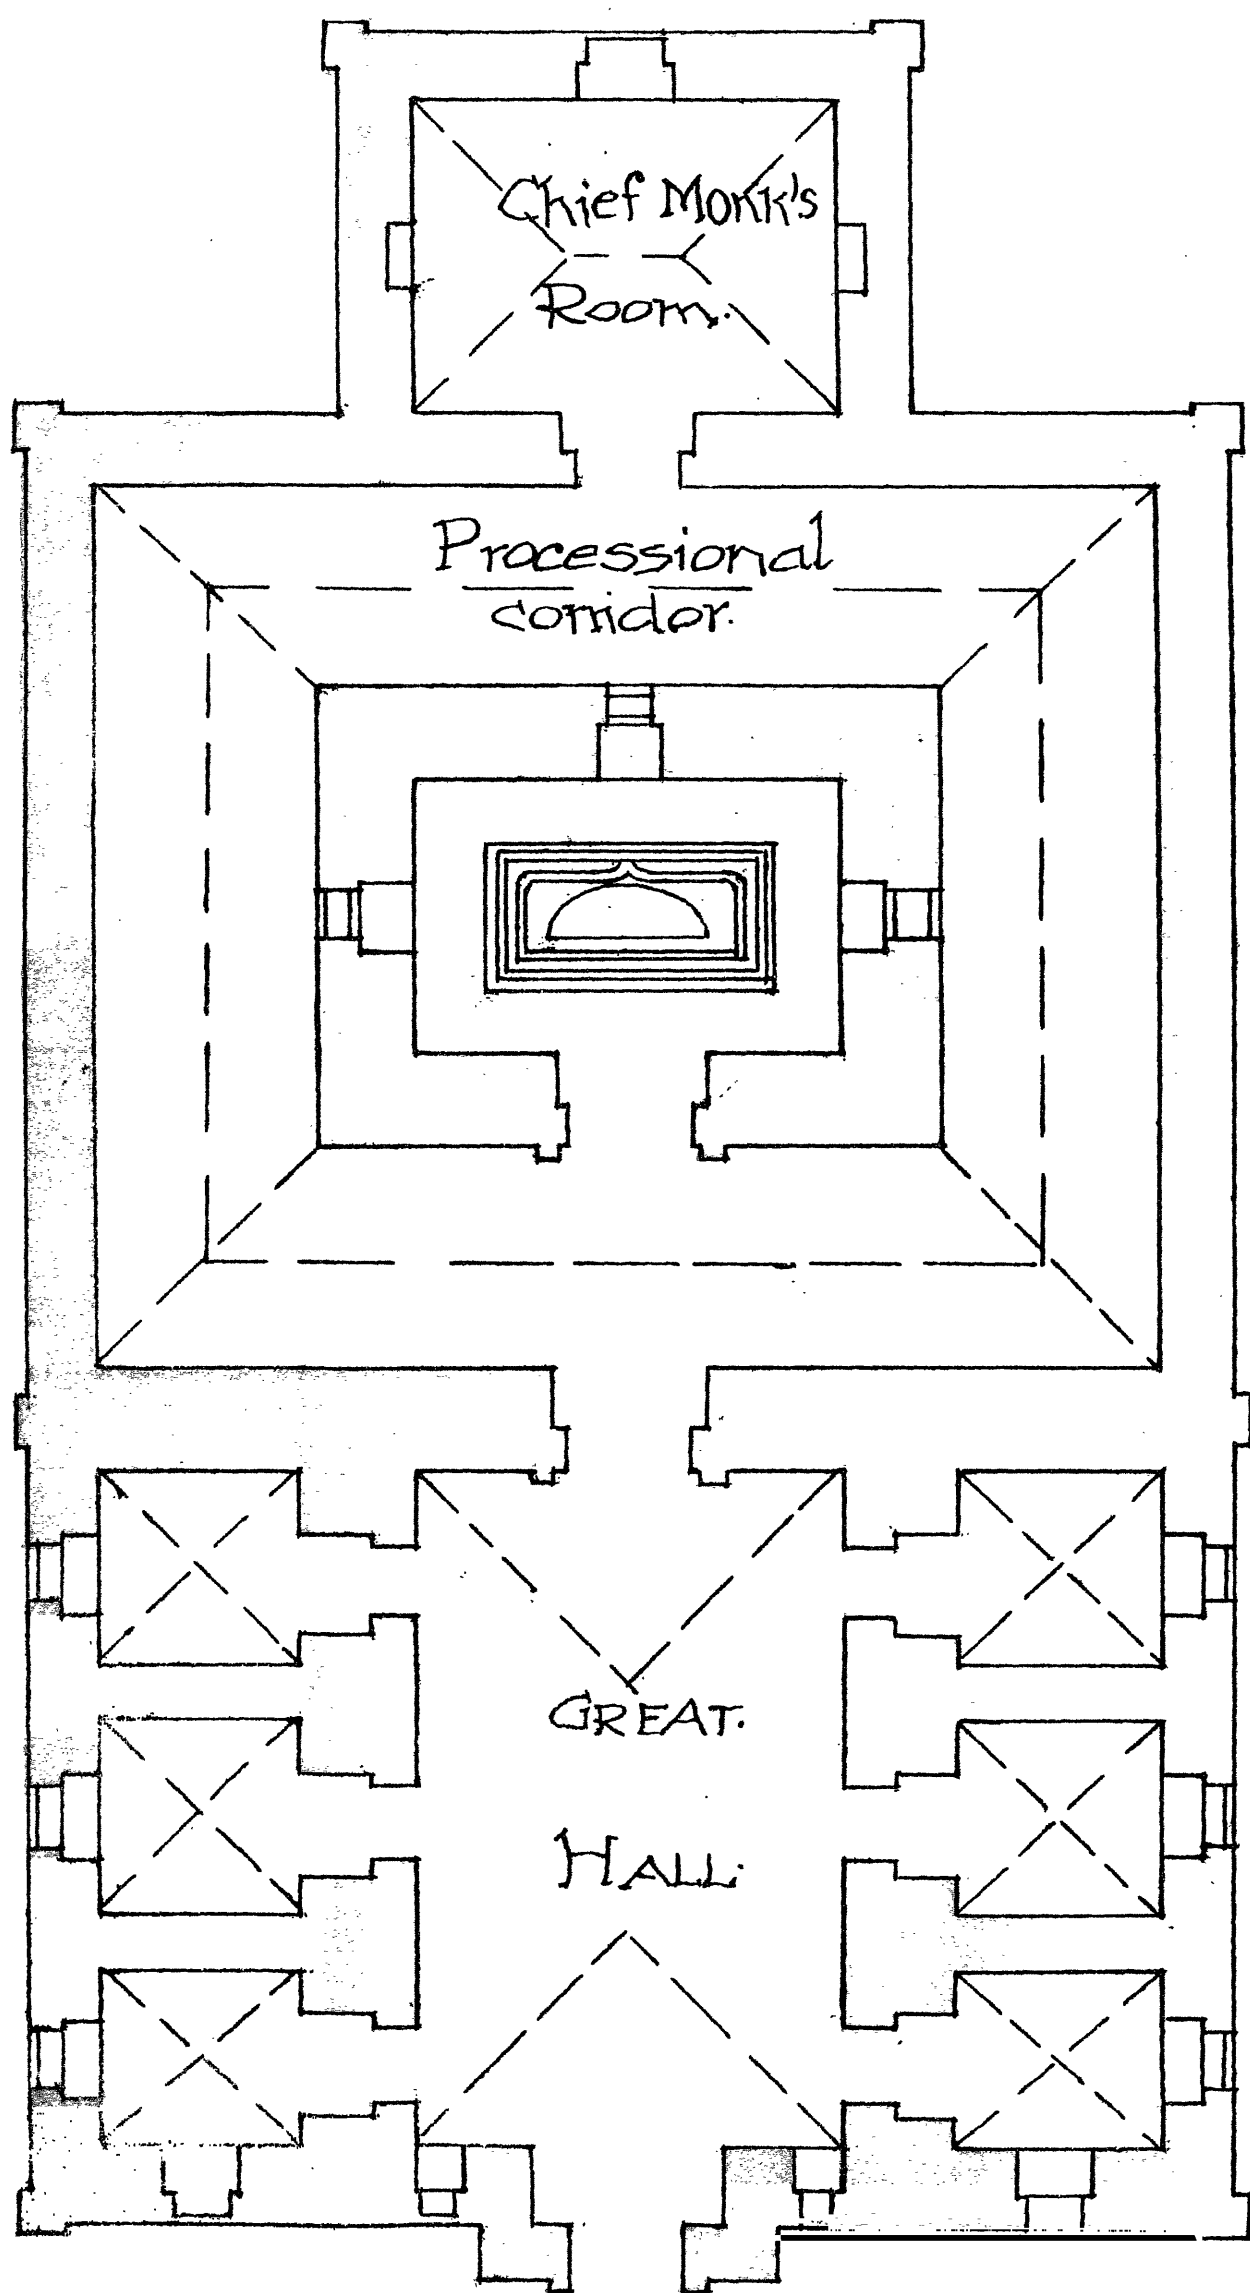 Chief Monk's
Room.
Processional
corridor.
GREAT.
HALL.